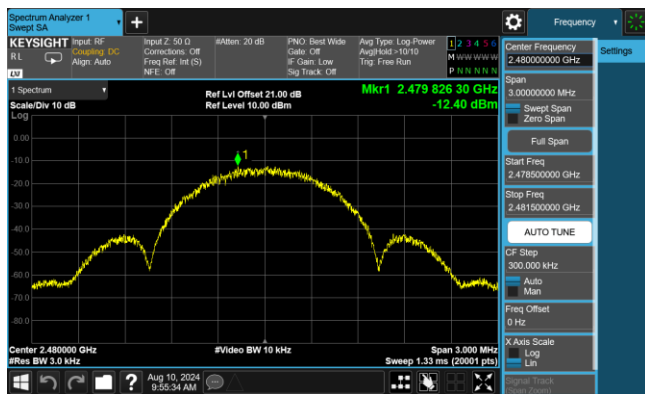 Spectrum Analyzer 1
Swept SA
Frequency
KEYSIGHT
R L
LXI
Input: RF
Coupling: DC
Align: Auto
Input Z: 50 Ω
Corrections: Off
Freq Ref: Int (S)
NFE: Off
#Atten: 20 dB
PNO: Best Wide
Gate: Off
IF Gain: Low
Sig Track: Off
Avg Type: Log-Power
Avg|Hold:>10/10
Trig: Free Run
1 2 3 4 5 6
M W W W W W
P N N N N N
1 Spectrum
Scale/Div 10 dB
Log
Ref Lvl Offset 21.00 dB
Ref Level 10.00 dBm
Mkr1 2.479 826 30 GHz
-12.40 dBm
0.00
-10.0
-20.0
-30.0
-40.0
-50.0
-60.0
-70.0
-80.0
1
Center 2.480000 GHz
#Res BW 3.0 kHz
#Video BW 10 kHz
Span 3.000 MHz
Sweep 1.33 ms (20001 pts)
Aug 10, 2024
9:55:34 AM
Center Frequency
2.480000000 GHz
Span
3.00000000 MHz
Swept Span
Zero Span
Full Span
Start Freq
2.478500000 GHz
Stop Freq
2.481500000 GHz
AUTO TUNE
CF Step
300.000 kHz
Auto
Man
Freq Offset
0 Hz
X Axis Scale
Log
Lin
Signal Track
(Span Zoom)
Settings